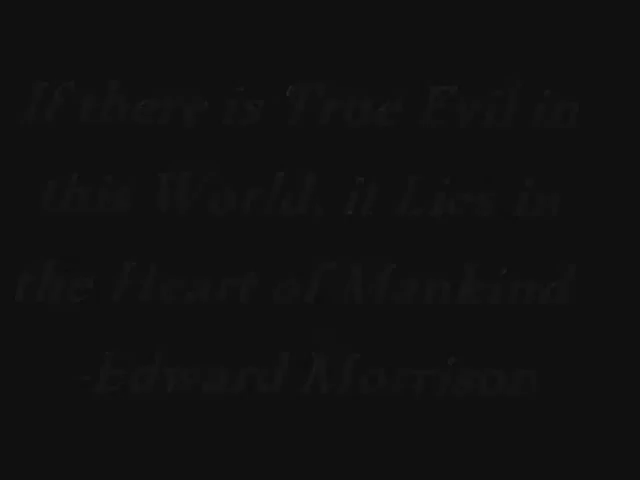 If there is True Evil in
this World, it Lies in
the Heart of Mankind
-Edward Morrison